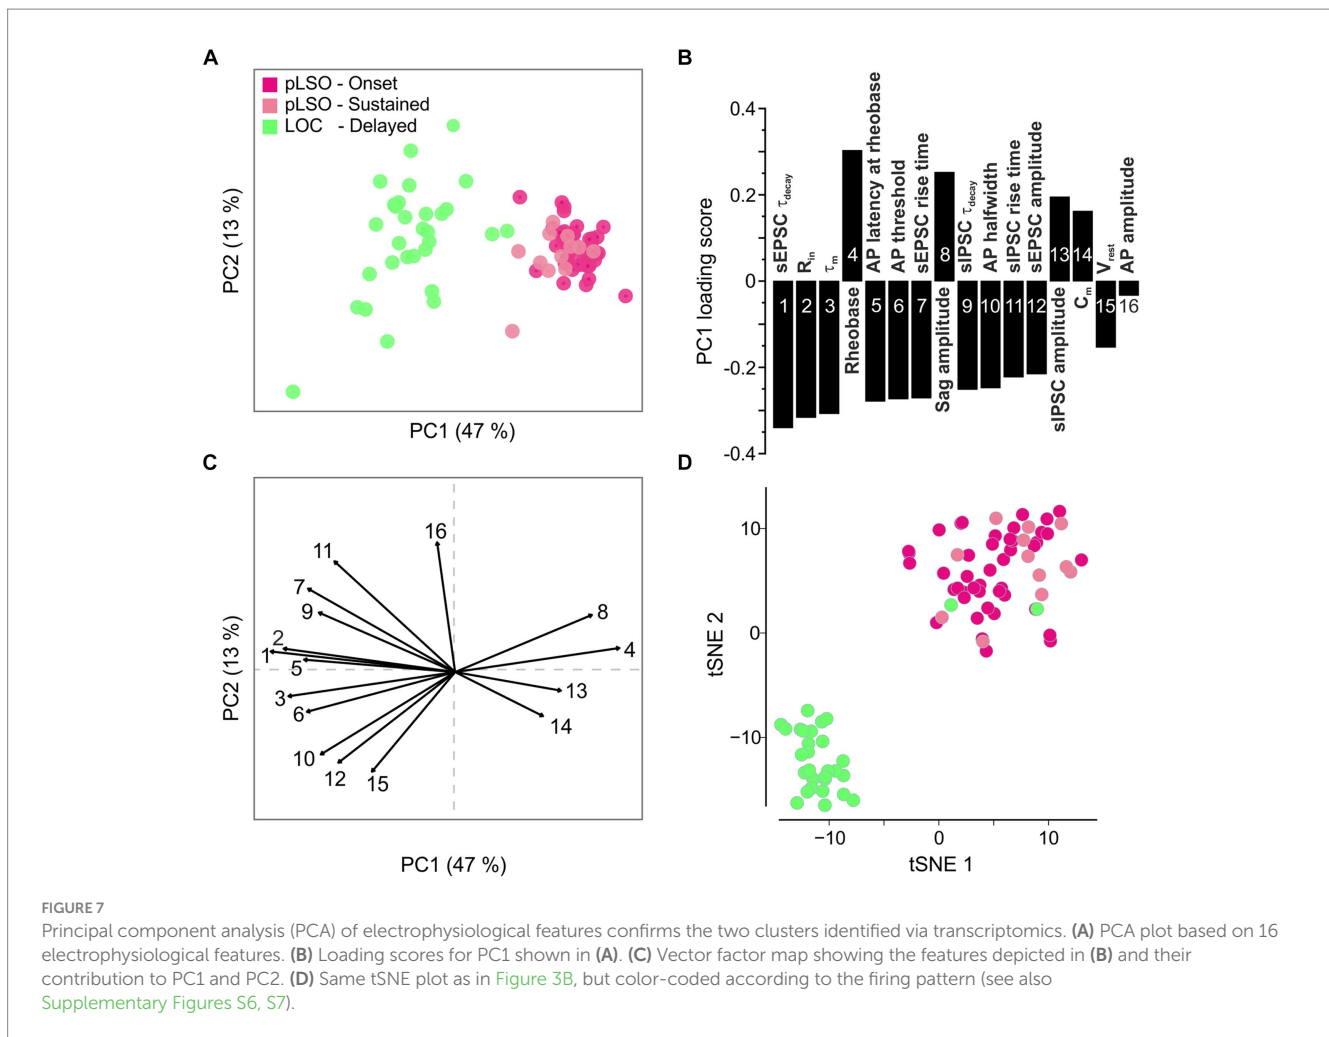 A
pLSO - Onset
pLSO - Sustained
LOC - Delayed
PC2 (13 %)
PC1 (47 %)
B
PC1 loading score
0.4
0.2
0
-0.2
-0.4
sEPSC τdecay
Rin
τm
Rheobase
AP latency at rheobase
AP threshold
sEPSC rise time
Sag amplitude
sIPSC τdecay
AP halfwidth
sIPSC rise time
sEPSC amplitude
sIPSC amplitude
Cm
Vrest
AP amplitude
1
2
3
4
5
6
7
8
9
10
11
12
13
14
15
16
C
16
11
7
9
2
1
5
3
6
10
12
15
8
4
13
14
PC2 (13 %)
PC1 (47 %)
D
10
0
−10
tSNE 2
−10
0
10
tSNE 1
FIGURE 7
Principal component analysis (PCA) of electrophysiological features confirms the two clusters identified via transcriptomics. (A) PCA plot based on 16
electrophysiological features. (B) Loading scores for PC1 shown in (A). (C) Vector factor map showing the features depicted in (B) and their
contribution to PC1 and PC2. (D) Same tSNE plot as in Figure 3B, but color-coded according to the firing pattern (see also
Supplementary Figures S6, S7).